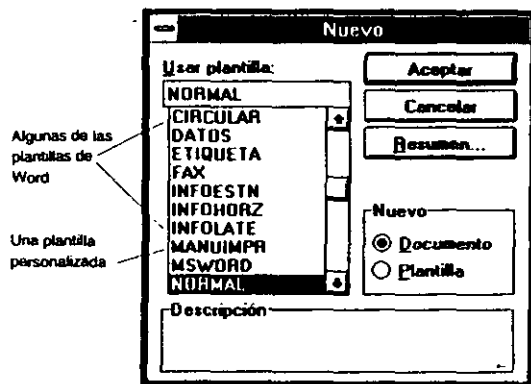 Nuevo
Usar plantilla:
NORMAL
CIRCULAR
DATOS
ETIQUETA
FAX
INFOESTN
INFOHORZ
INFOLATE
MANUIMPR
MSWORD
NORMAL
Aceptar
Cancelar
Resumen...
Nuevo
Documento
Plantilla
Descripción
Algunas de las
plantillas de
Word
Una plantilla
personalizada